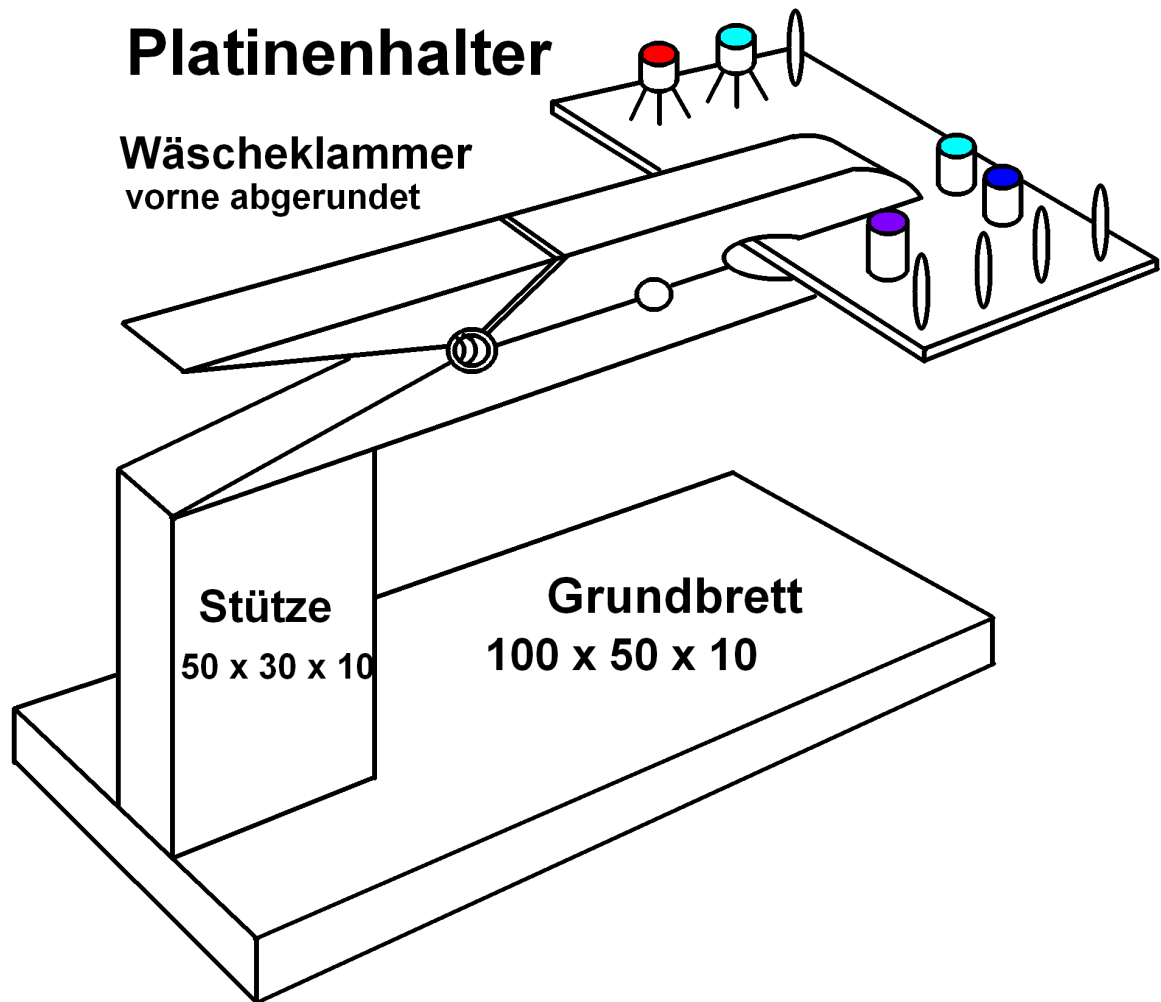 Platinenhalter
Wäscheklammer
vorne abgerundet
Stütze
50 x 30 x 10
Grundbrett
100 x 50 x 10